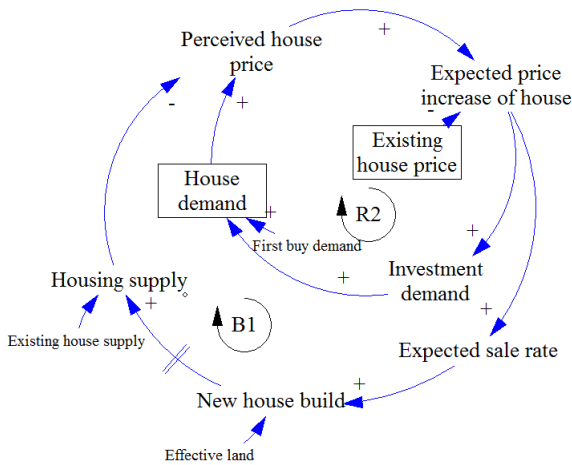 Perceived house
price
+
Expected price
increase of house
-
+
-
Existing
house price
House
demand
+
R2
First buy demand
+
Housing supply
+
Investment
demand
+
+
Existing house supply
B1
Expected sale rate
+
New house build
Effective land